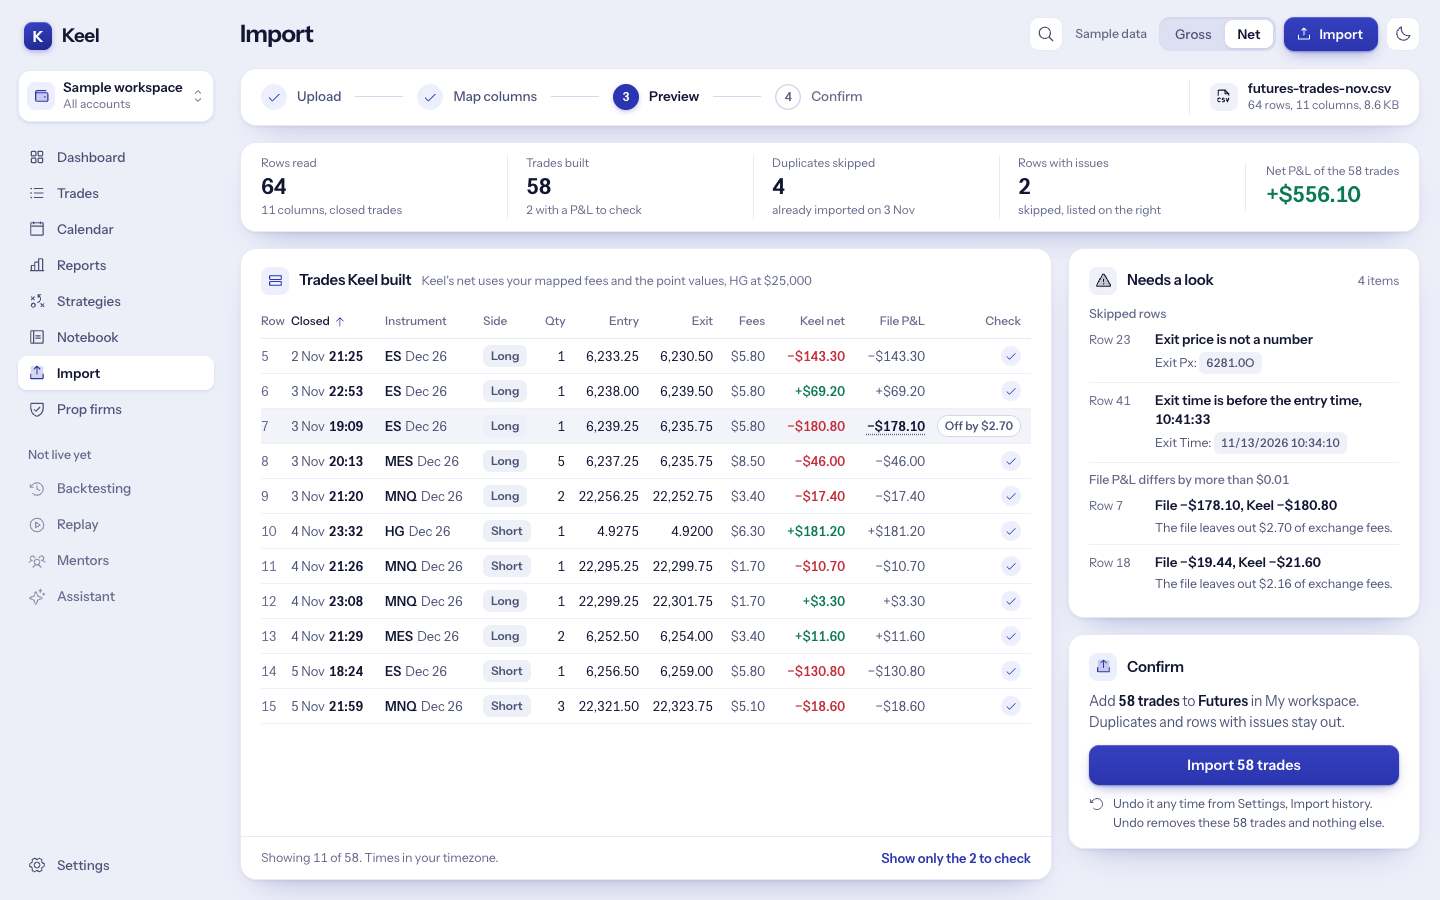 K Keel
Import
Sample data
Gross
Net
Import
Sample workspace
All accounts
Dashboard
Trades
Calendar
Reports
Strategies
Notebook
Import
Prop firms
Not live yet
Backtesting
Replay
Mentors
Assistant
Settings
Upload
Map columns
3 Preview
4 Confirm
CSV
futures-trades-nov.csv
64 rows, 11 columns, 8.6 KB
Rows read
64
11 columns, closed trades
Trades built
58
2 with a P&L to check
Duplicates skipped
4
already imported on 3 Nov
Rows with issues
2
skipped, listed on the right
Net P&L of the 58 trades
+$556.10
Trades Keel built Keel's net uses your mapped fees and the point values, HG at $25,000
Row Closed Instrument Side Qty Entry Exit Fees Keel net File P&L Check
5 2 Nov 21:25 ES Dec 26 Long 1 6,233.25 6,230.50 $5.80 −$143.30 −$143.30
6 3 Nov 22:53 ES Dec 26 Long 1 6,238.00 6,239.50 $5.80 +$69.20 +$69.20
7 3 Nov 19:09 ES Dec 26 Long 1 6,239.25 6,235.75 $5.80 −$180.80 −$178.10 Off by $2.70
8 3 Nov 20:13 MES Dec 26 Long 5 6,237.25 6,235.75 $8.50 −$46.00 −$46.00
9 3 Nov 21:20 MNQ Dec 26 Long 2 22,256.25 22,252.75 $3.40 −$17.40 −$17.40
10 4 Nov 23:32 HG Dec 26 Short 1 4.9275 4.9200 $6.30 +$181.20 +$181.20
11 4 Nov 21:26 MNQ Dec 26 Short 1 22,295.25 22,299.75 $1.70 −$10.70 −$10.70
12 4 Nov 23:08 MNQ Dec 26 Long 1 22,299.25 22,301.75 $1.70 +$3.30 +$3.30
13 4 Nov 21:29 MES Dec 26 Long 2 6,252.50 6,254.00 $3.40 +$11.60 +$11.60
14 5 Nov 18:24 ES Dec 26 Short 1 6,256.50 6,259.00 $5.80 −$130.80 −$130.80
15 5 Nov 21:59 MNQ Dec 26 Short 3 22,321.50 22,323.75 $5.10 −$18.60 −$18.60
Showing 11 of 58. Times in your timezone.
Show only the 2 to check
Needs a look
4 items
Skipped rows
Row 23 Exit price is not a number
Exit Px: 6281.0O
Row 41 Exit time is before the entry time,
10:41:33
Exit Time: 11/13/2026 10:34:10
File P&L differs by more than $0.01
Row 7 File −$178.10, Keel −$180.80
The file leaves out $2.70 of exchange fees.
Row 18 File −$19.44, Keel −$21.60
The file leaves out $2.16 of exchange fees.
Confirm
Add 58 trades to Futures in My workspace.
Duplicates and rows with issues stay out.
Import 58 trades
Undo it any time from Settings, Import history.
Undo removes these 58 trades and nothing else.